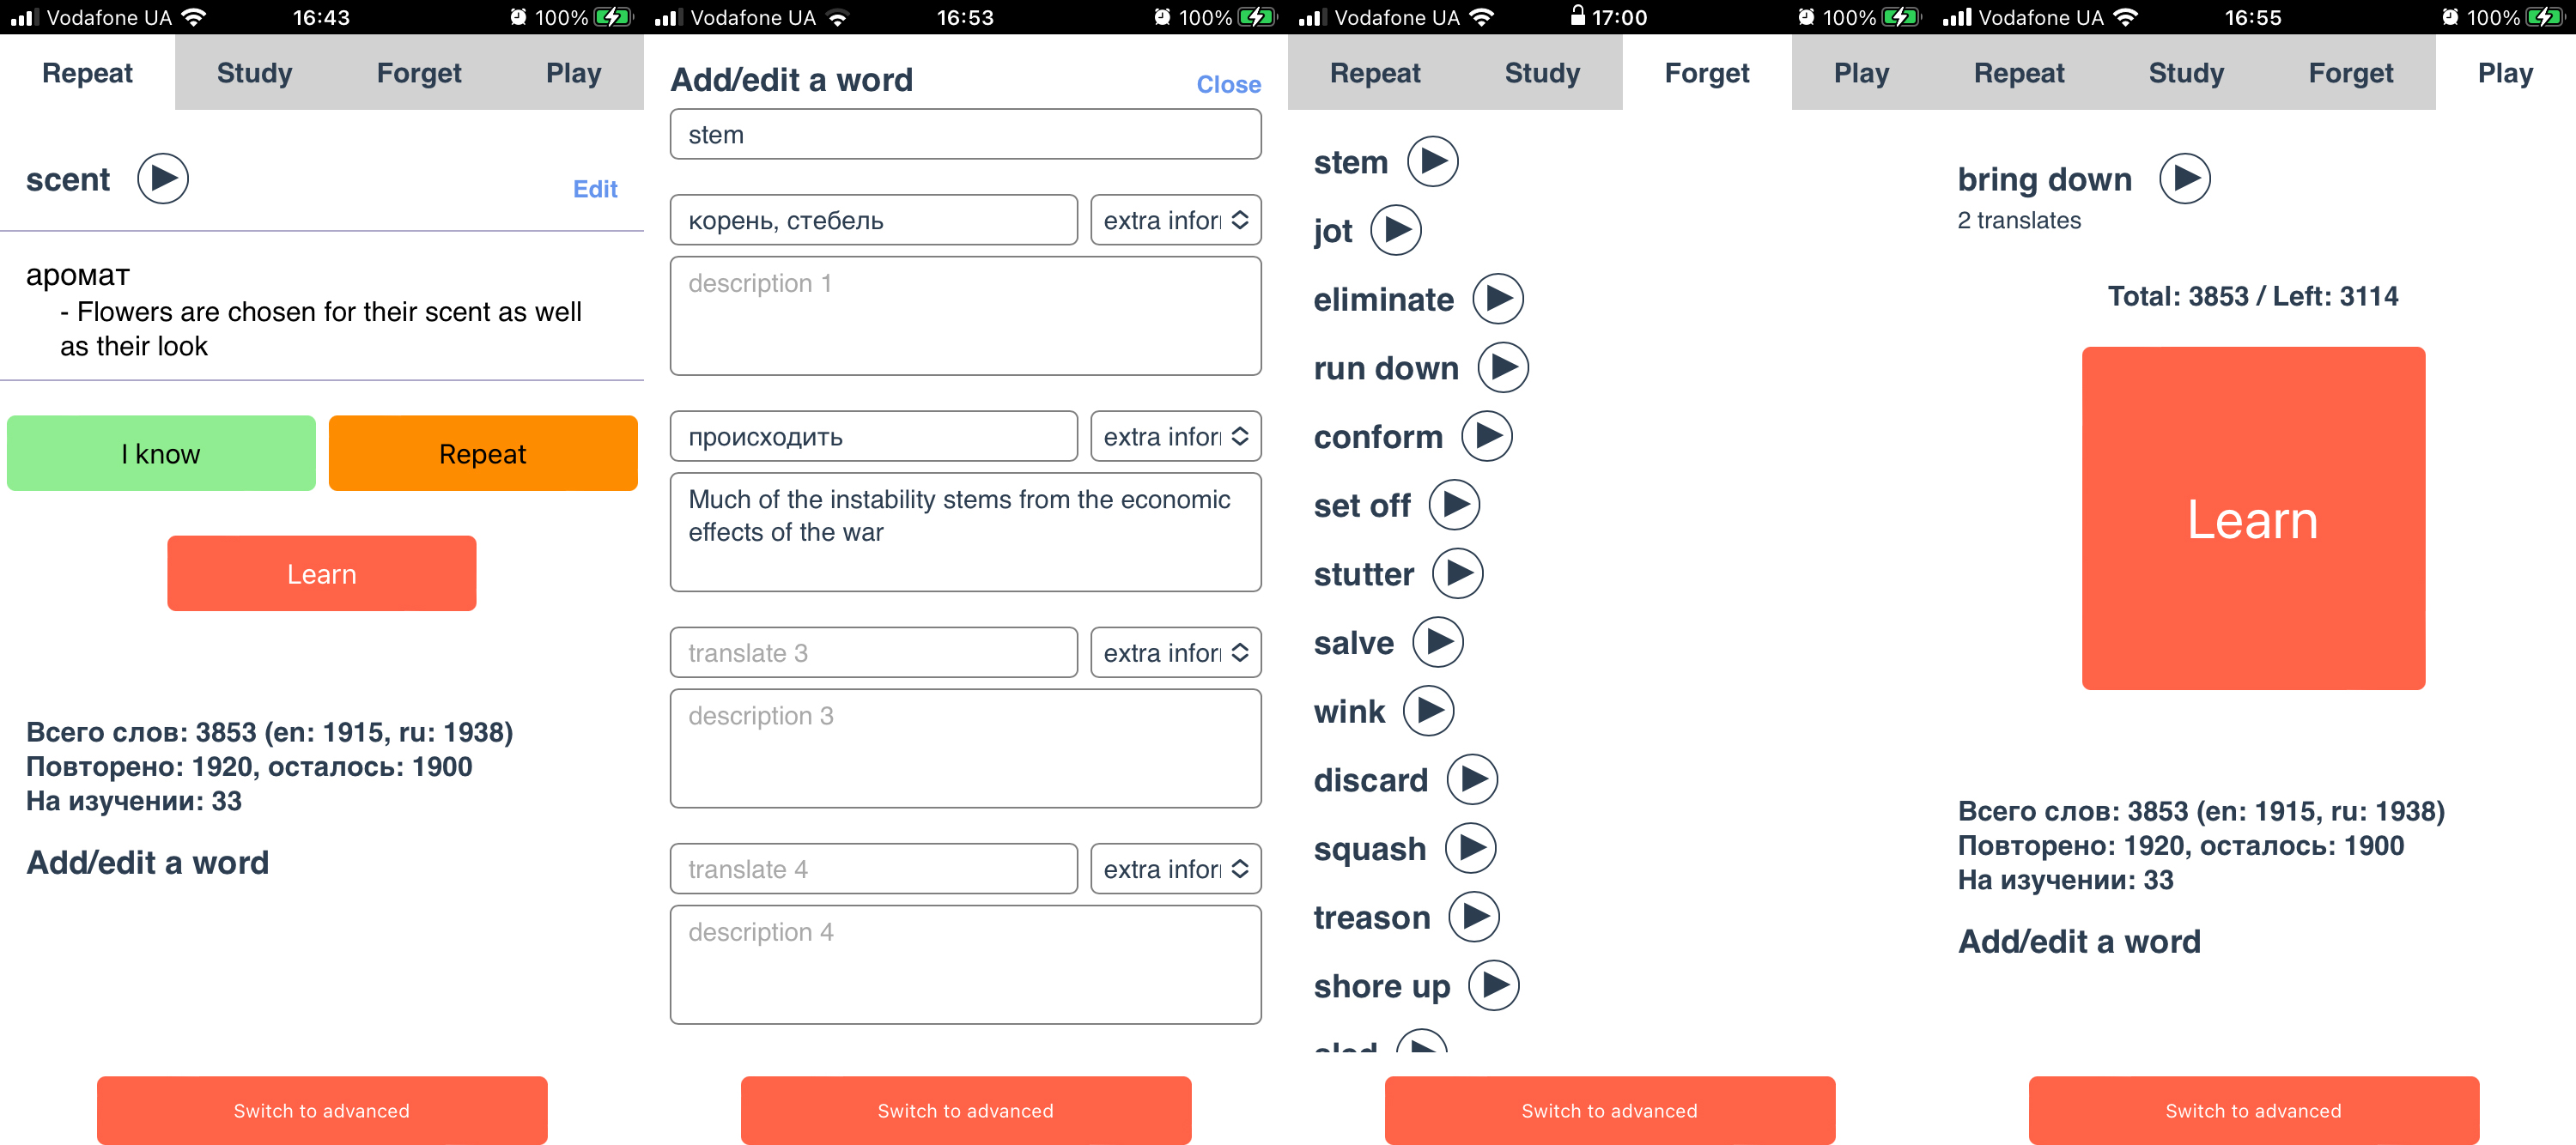 Vodafone UA 16:43 100%
Repeat Study Forget Play
scent
Edit
аромат
- Flowers are chosen for their scent as well
as their look
I know Repeat
Learn
Всего слов: 3853 (en: 1915, ru: 1938)
Повторено: 1920, осталось: 1900
На изучении: 33
Add/edit a word
Switch to advanced
Vodafone UA 16:53 100%
Add/edit a word Close
stem
корень, стебель extra infor
description 1
происходить extra infor
Much of the instability stems from the economic
effects of the war
translate 3 extra infor
description 3
translate 4 extra infor
description 4
Switch to advanced
Vodafone UA 17:00 100%
Repeat Study Forget Play
stem
jot
eliminate
run down
conform
set off
stutter
salve
wink
discard
squash
treason
shore up
Switch to advanced
Vodafone UA 16:55 100%
Repeat Study Forget Play
bring down
2 translates
Total: 3853 / Left: 3114
Learn
Всего слов: 3853 (en: 1915, ru: 1938)
Повторено: 1920, осталось: 1900
На изучении: 33
Add/edit a word
Switch to advanced